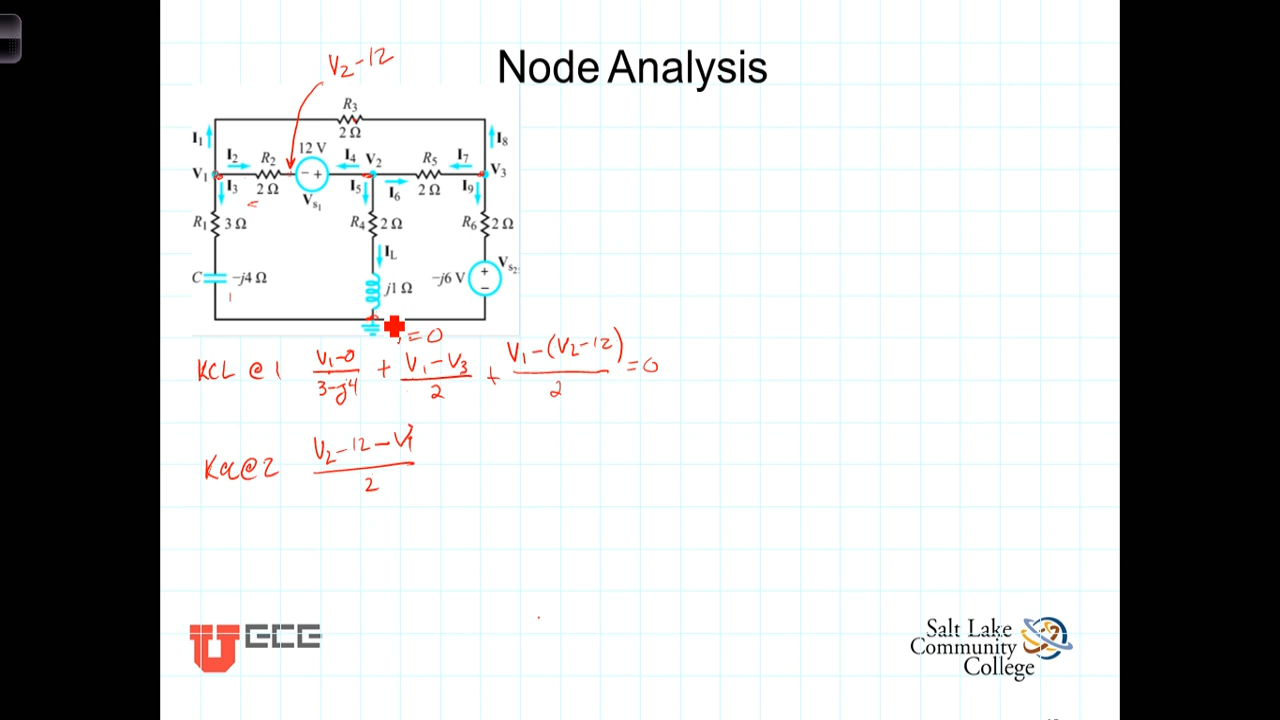 Node Analysis
V₂ - 12
R₃
2 Ω
I₁
I₈
I₂
R₂
12 V
I₄
V₂
R₅
I₇
V₁
V₃
I₃
2 Ω
Vs₁
I₅
I₆
2 Ω
I₉
R₁
3 Ω
R₄
2 Ω
R₆
2 Ω
I_L
C
-j4 Ω
j1 Ω
-j6 V
Vs₂
= 0
KCL @ 1 (V₁-0)/(3-j4) + (V₁-V₃)/2 + (V₁-(V₂-12))/2 = 0
KCL@2 (V₂-12-V₁)/2
U ECE
Salt Lake
Community
College